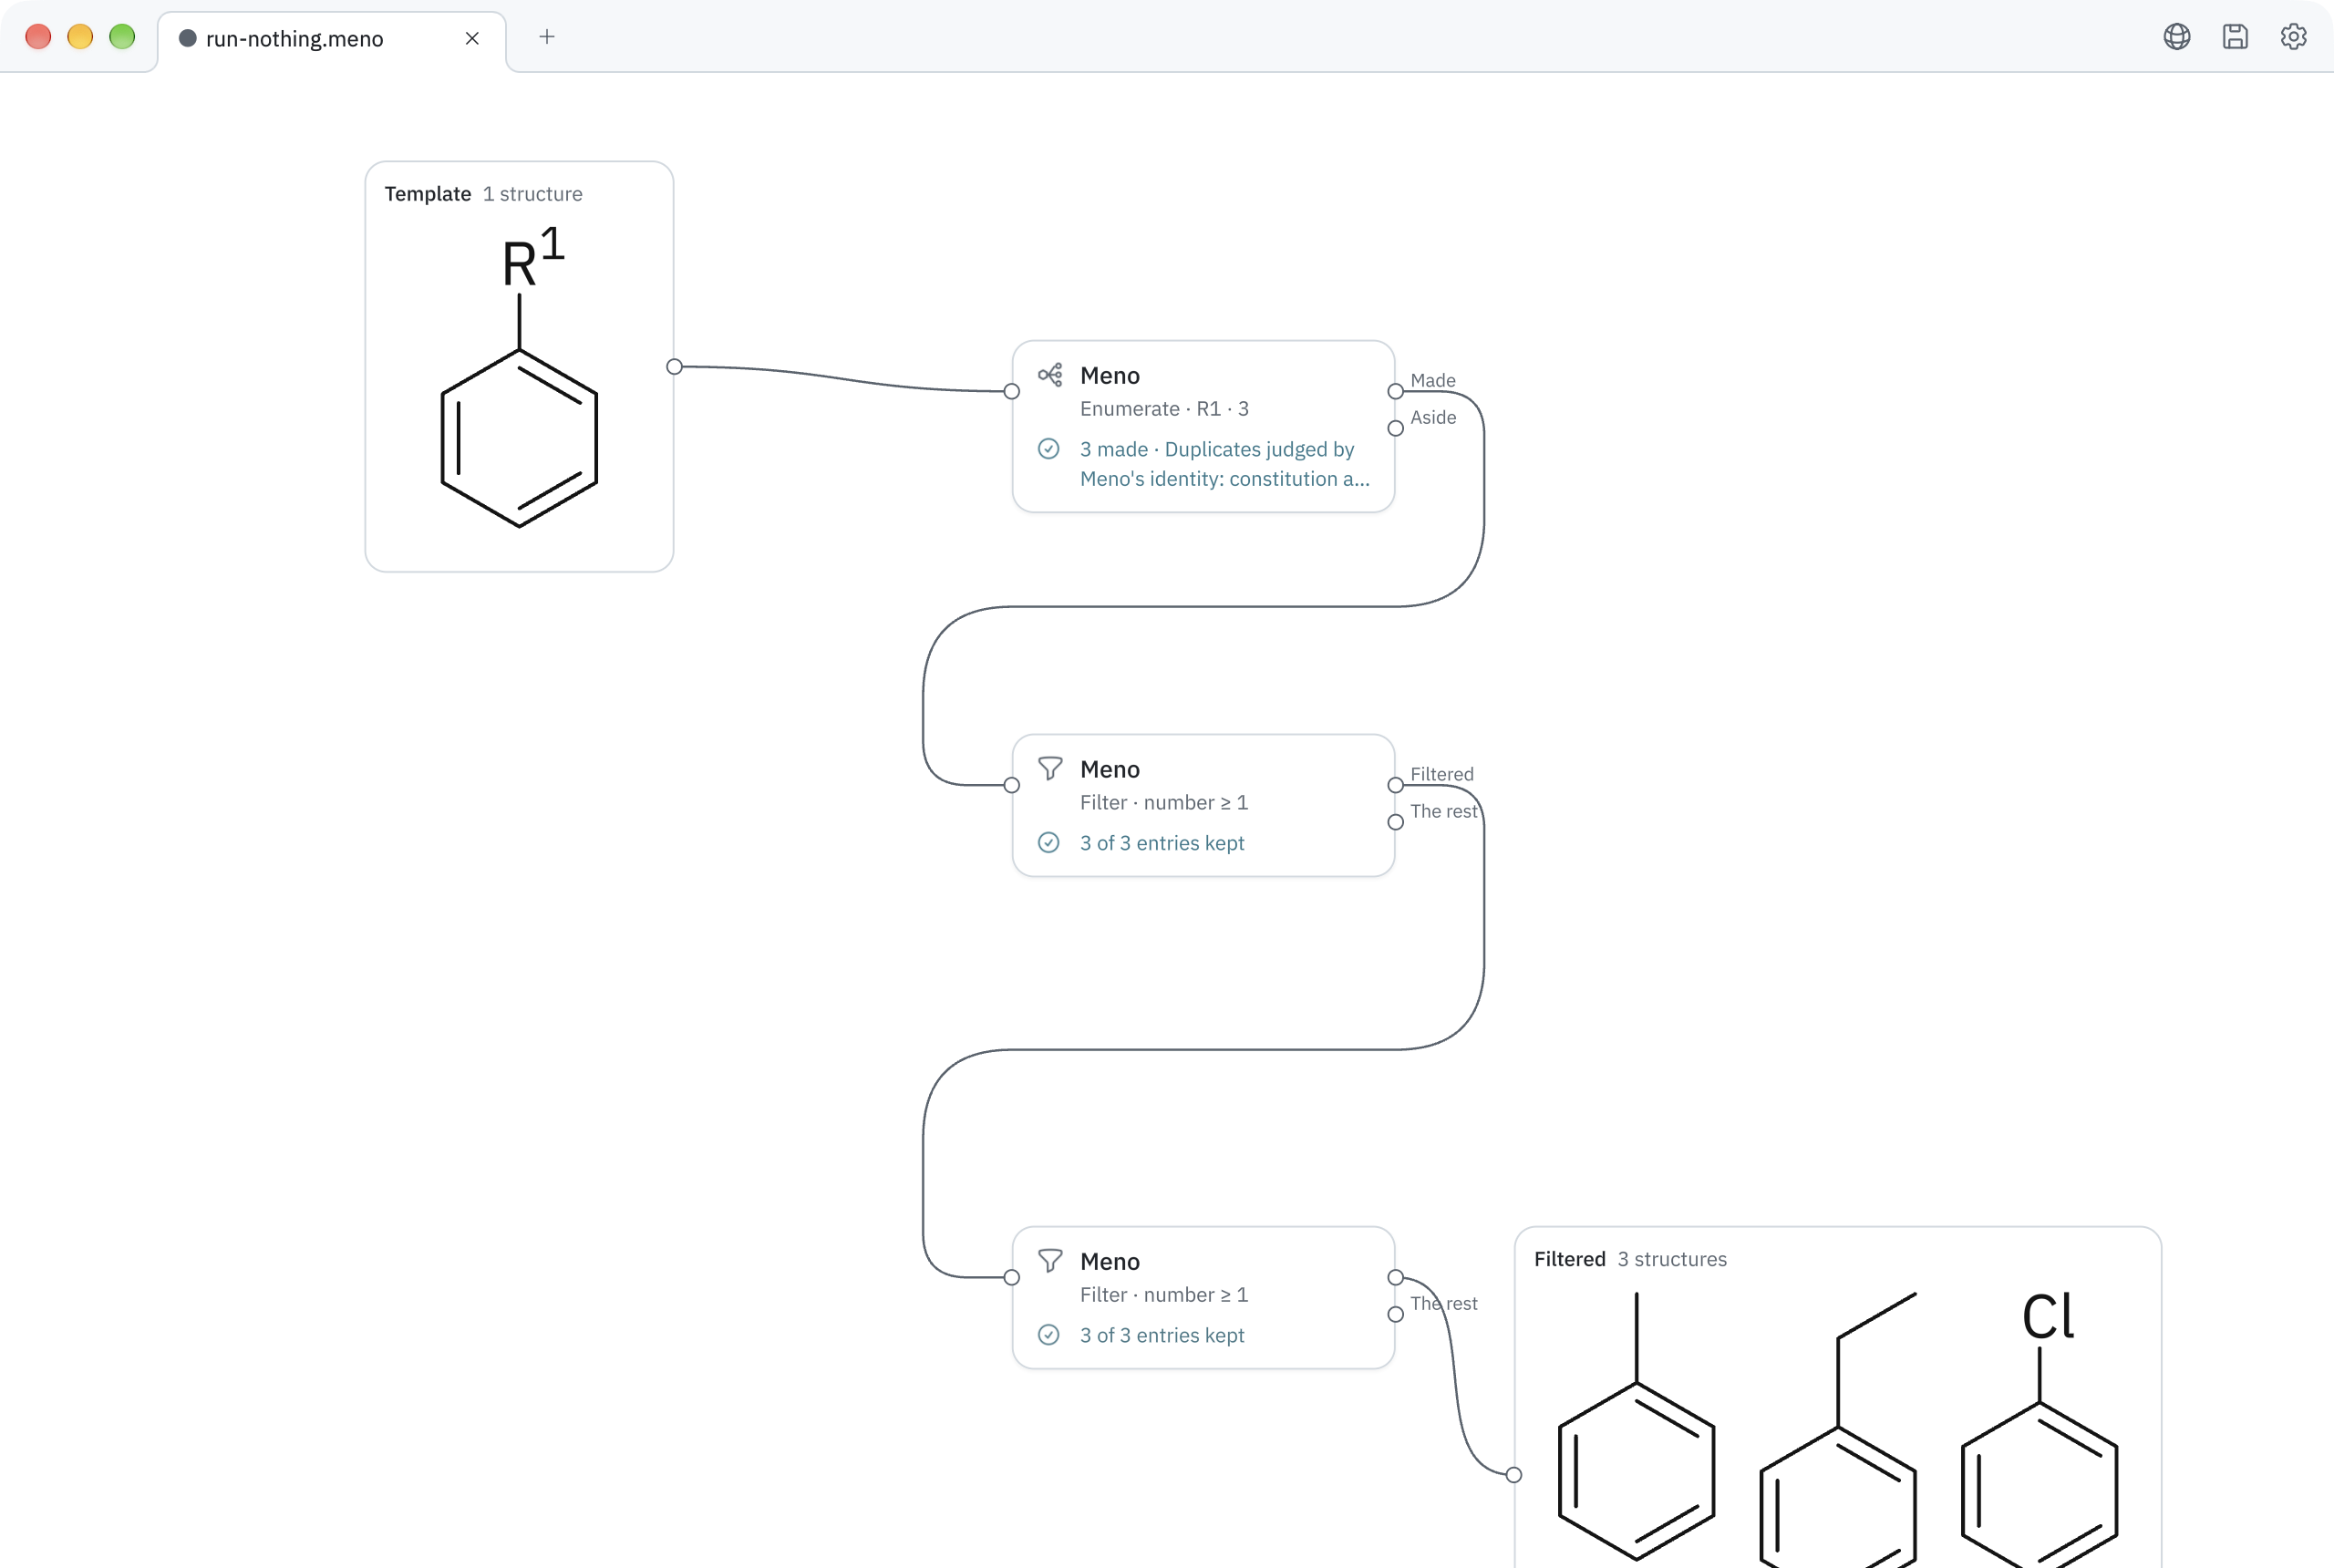 run-nothing.meno
Template 1 structure
R1
Meno
Enumerate · R1 · 3
3 made · Duplicates judged by
Meno's identity: constitution a...
Made
Aside
Meno
Filter · number ≥ 1
3 of 3 entries kept
Filtered
The rest
Meno
Filter · number ≥ 1
3 of 3 entries kept
The rest
Filtered 3 structures
Cl